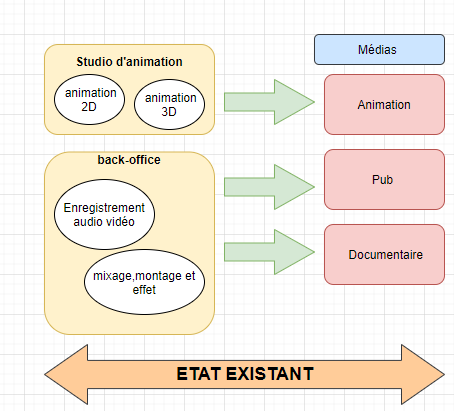 Studio d'animation
animation
2D
animation
3D
back-office
Enregistrement
audio vidéo
mixage,montage et
effet
Médias
Animation
Pub
Documentaire
ETAT EXISTANT